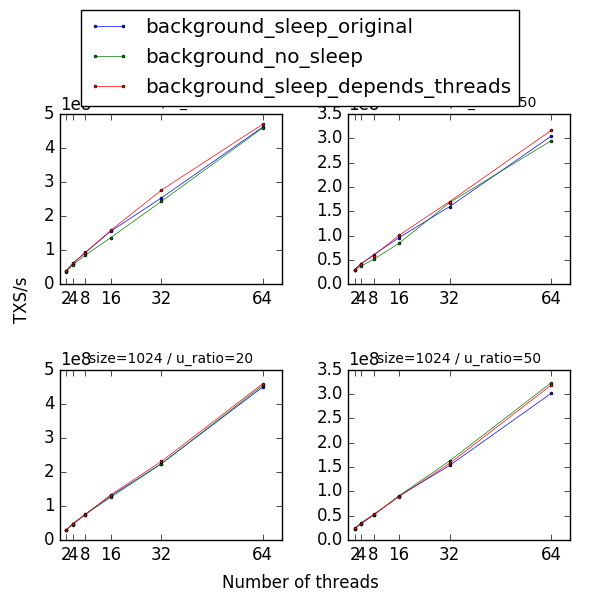 background_sleep_original
background_no_sleep
background_sleep_depends_threads
50
5
4
3
2
1
0
2 4 8 16 32 64
3.5
3.0
2.5
2.0
1.5
1.0
0.5
0.0
2 4 8 16 32 64
TXS/s
1e8 size=1024 / u_ratio=20
5
4
3
2
1
0
2 4 8 16 32 64
1e8 size=1024 / u_ratio=50
3.5
3.0
2.5
2.0
1.5
1.0
0.5
0.0
2 4 8 16 32 64
Number of threads